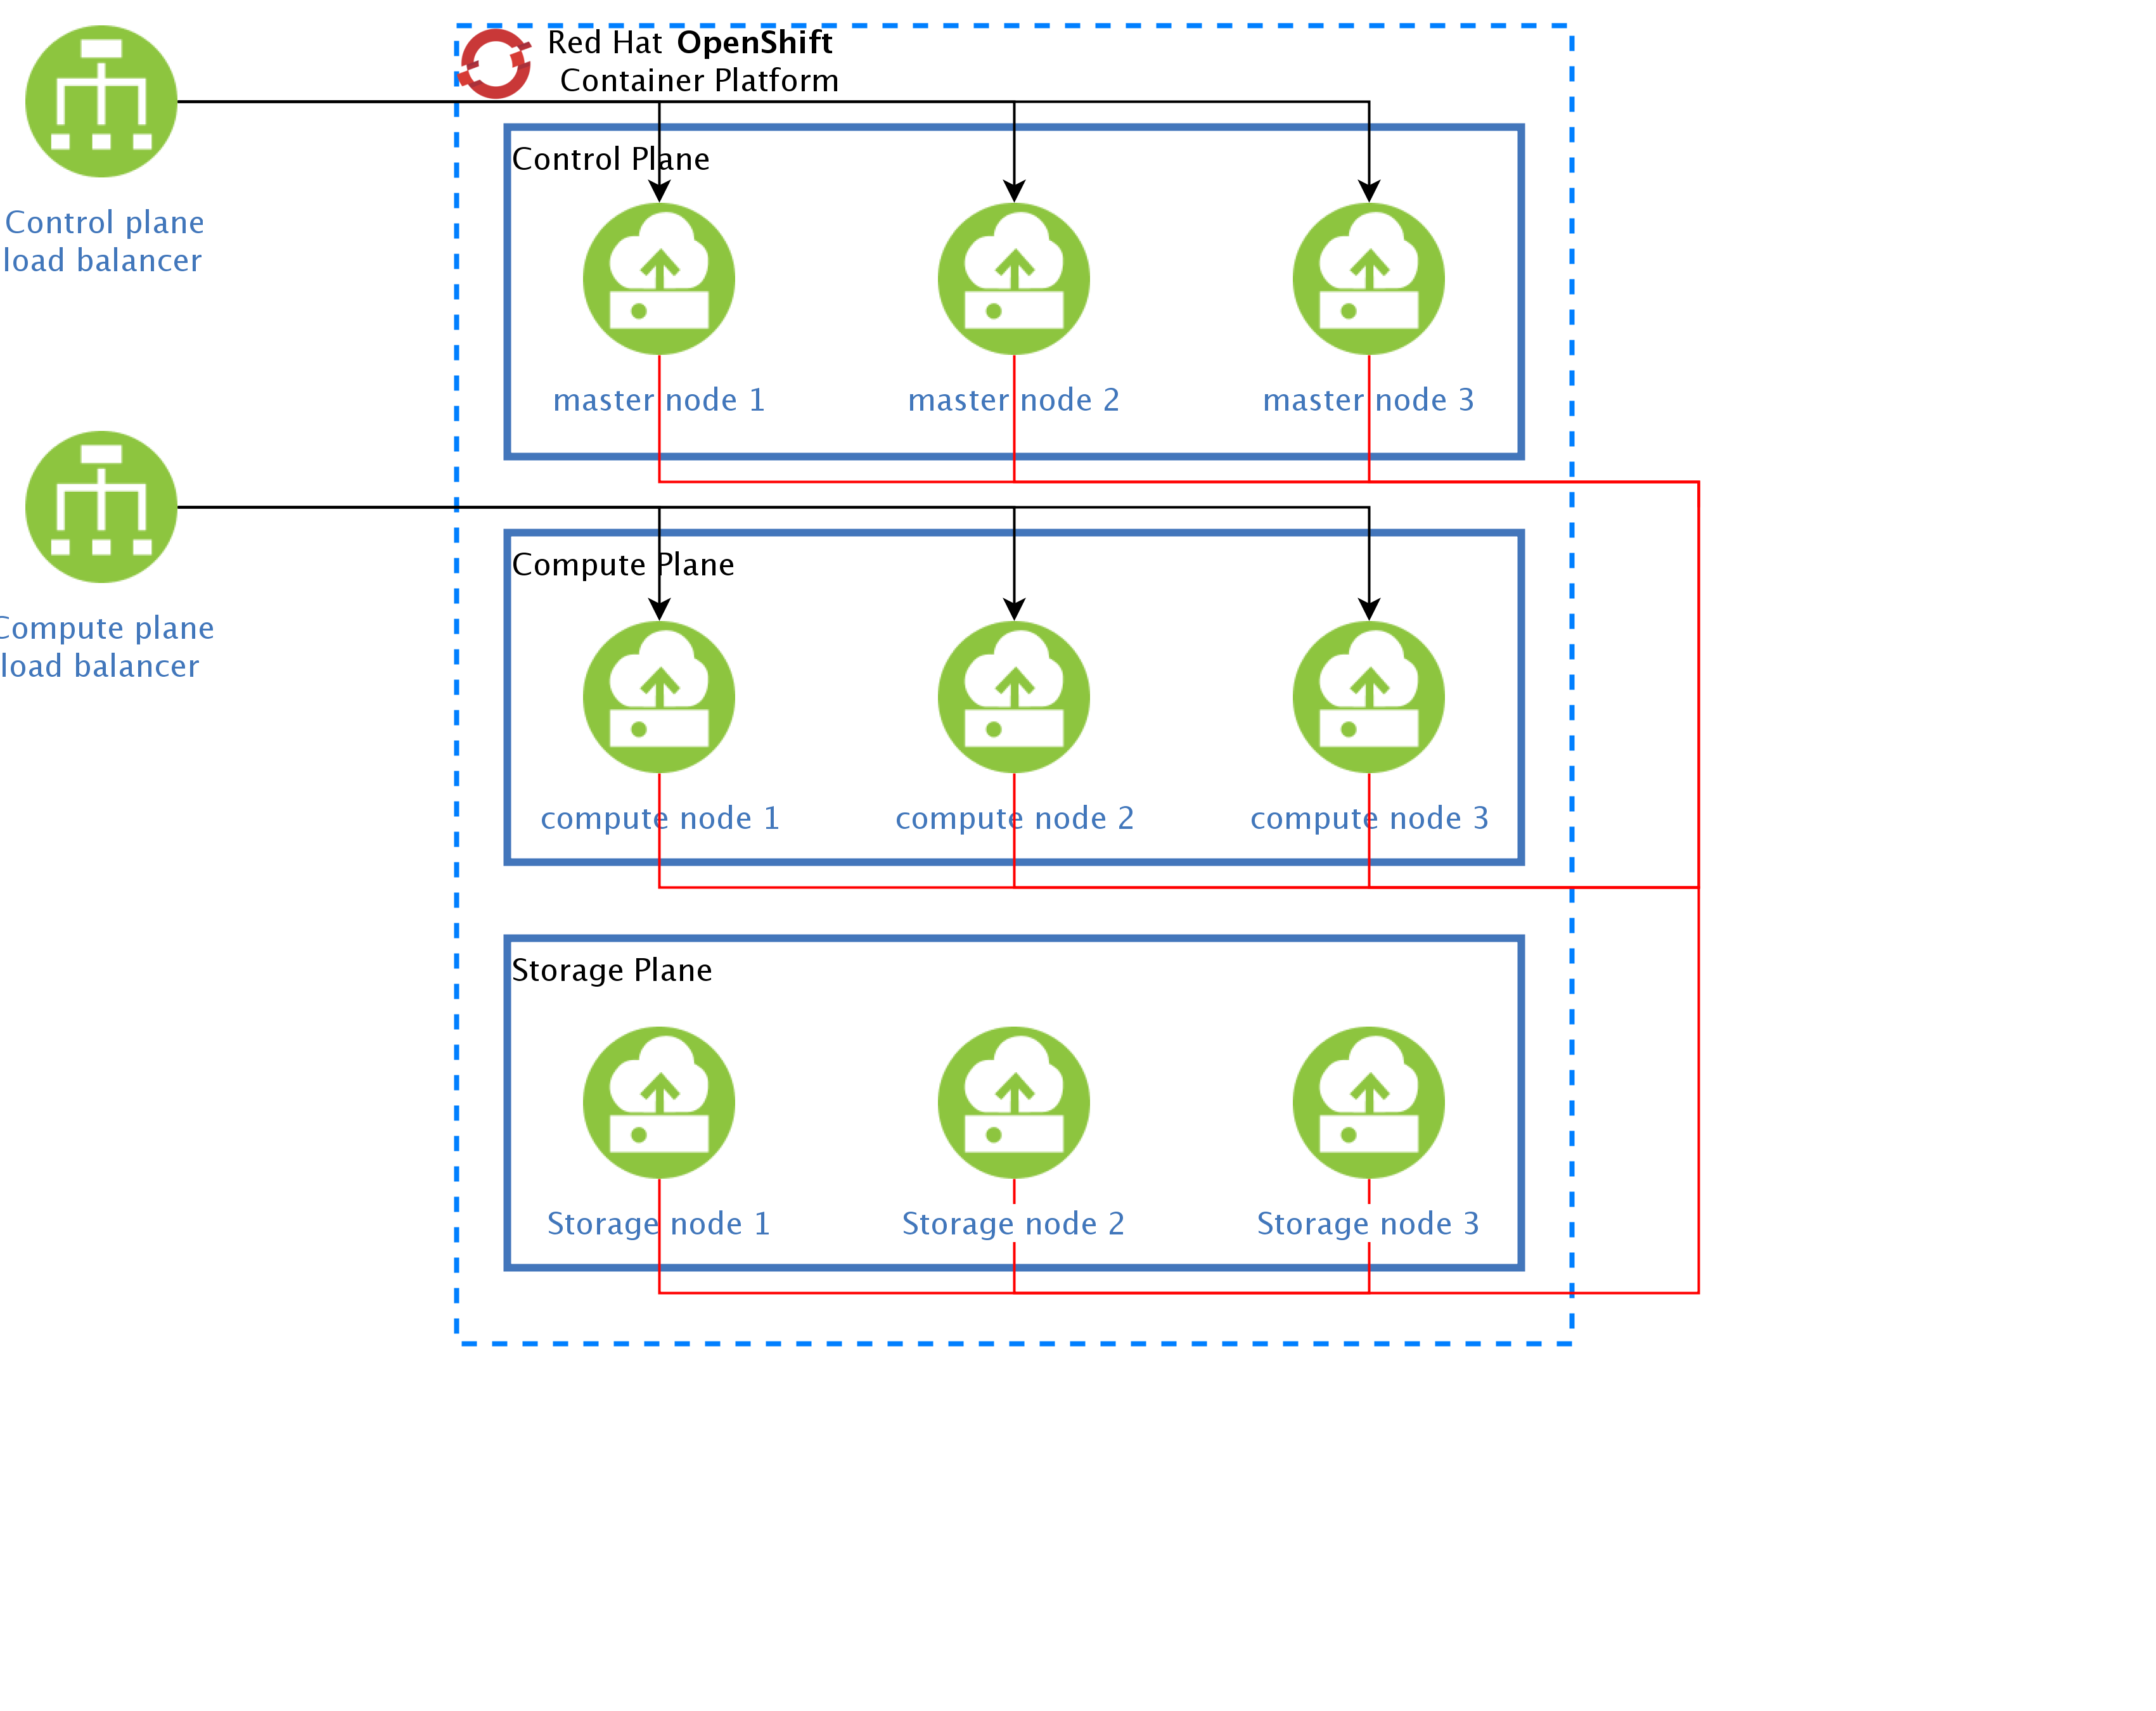 Red Hat OpenShift
Container Platform
Control plane
load balancer
Control Plane
master node 1
master node 2
master node 3
Compute plane
load balancer
Compute Plane
compute node 1
compute node 2
compute node 3
Storage Plane
Storage node 1
Storage node 2
Storage node 3